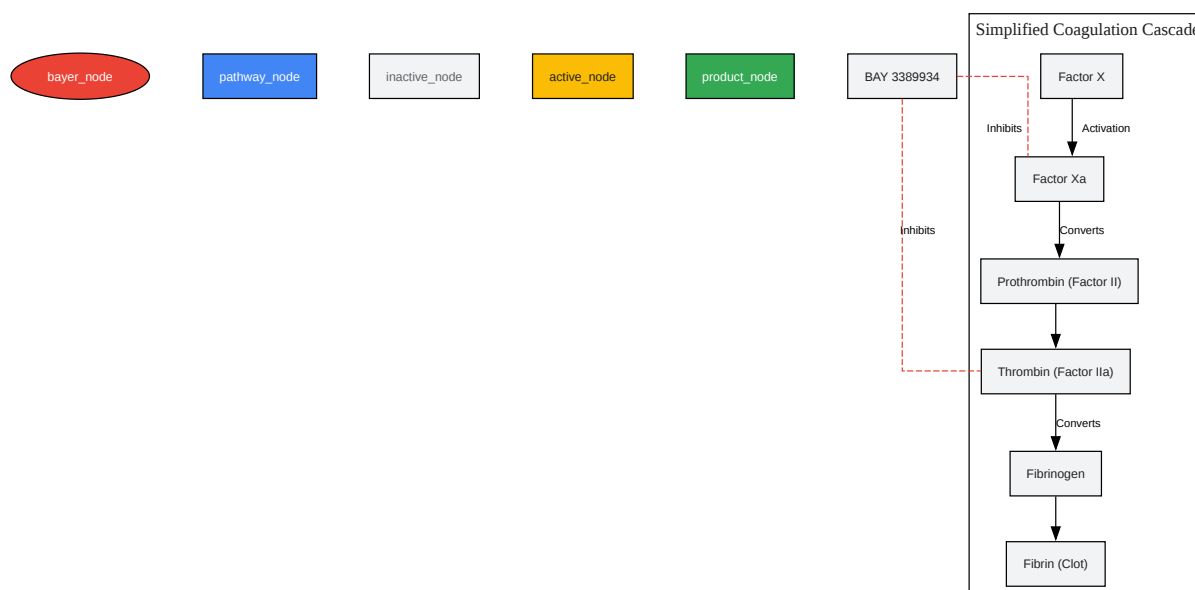 Simplified Coagulation Cascade
bayer_node
pathway_node
inactive_node
active_node
product_node
BAY 3389934
Factor X
Inhibits
Activation
Factor Xa
Inhibits
Converts
Prothrombin (Factor II)
Thrombin (Factor IIa)
Converts
Fibrinogen
Fibrin (Clot)